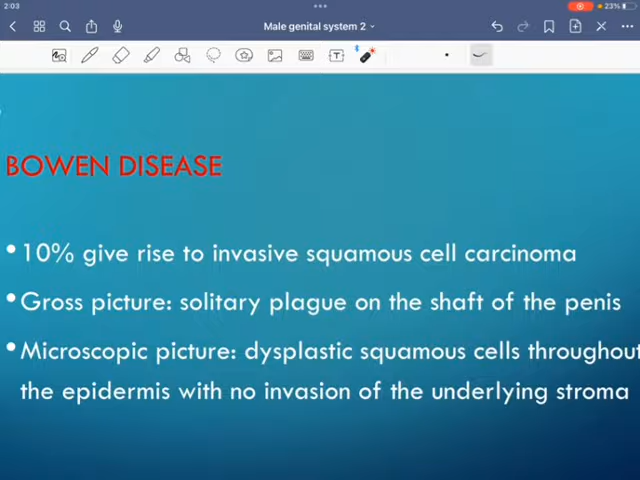 2:03
23%
Male genital system 2
BOWEN DISEASE
• 10% give rise to invasive squamous cell carcinoma
• Gross picture: solitary plague on the shaft of the penis
• Microscopic picture: dysplastic squamous cells throughout
the epidermis with no invasion of the underlying stroma